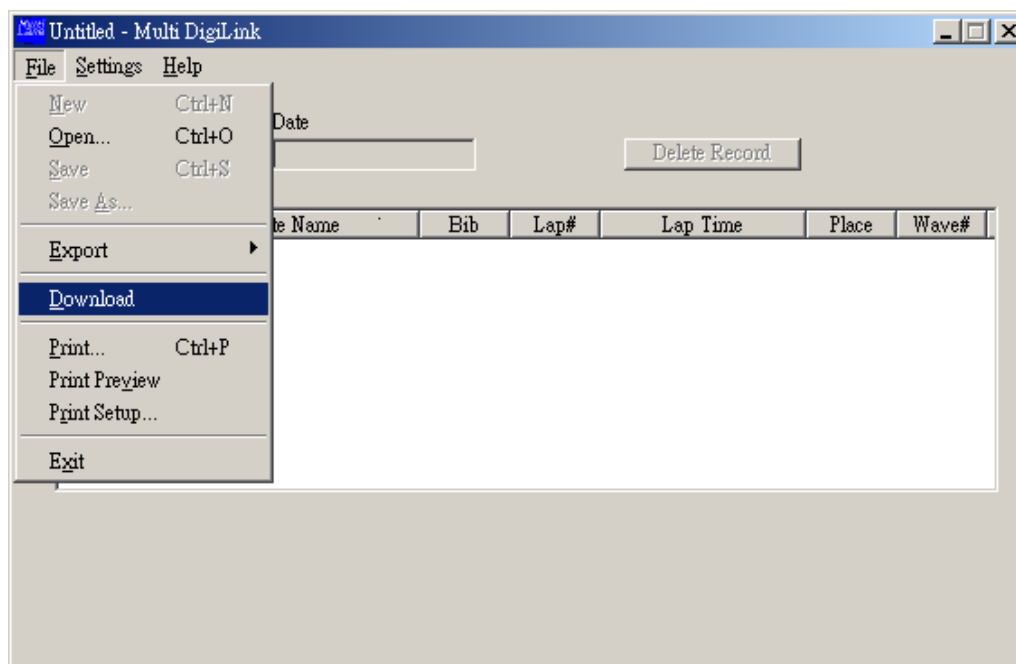 Untitled - Multi DigiLink
File Settings Help
New Ctrl+N
Date
Open... Ctrl+O
Delete Record
Save Ctrl+S
Save As...
Name Bib Lap# Lap Time Place Wave#
Export
Download
Print... Ctrl+P
Print Preview
Print Setup...
Exit